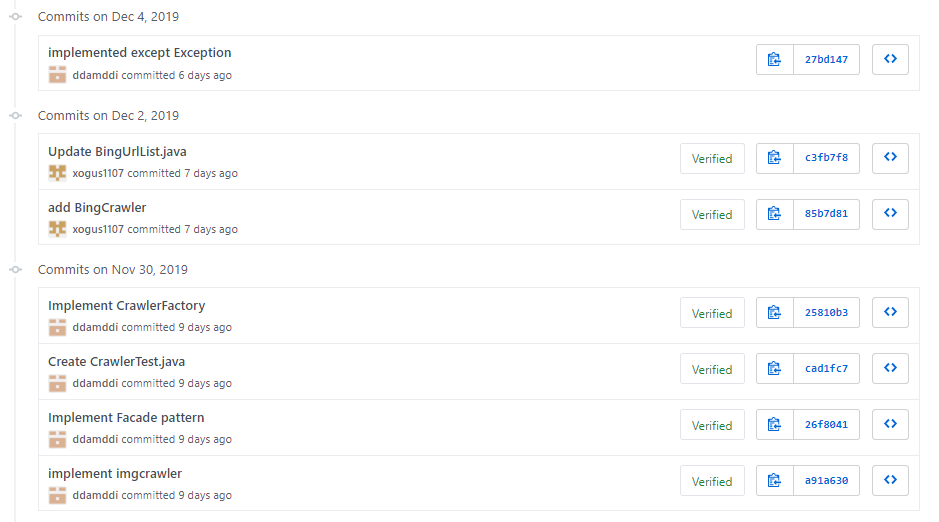 Commits on Dec 4, 2019
implemented except Exception
27bd147
ddamddi committed 6 days ago
Commits on Dec 2, 2019
Update BingUrlList.java
Verified
c3fb7f8
xogus1107 committed 7 days ago
add BingCrawler
Verified
85b7d81
xogus1107 committed 7 days ago
Commits on Nov 30, 2019
Implement CrawlerFactory
Verified
25810b3
ddamddi committed 9 days ago
Create CrawlerTest.java
Verified
cad1fc7
ddamddi committed 9 days ago
Implement Facade pattern
Verified
26f8041
ddamddi committed 9 days ago
implement imgcrawler
Verified
a91a630
ddamddi committed 9 days ago